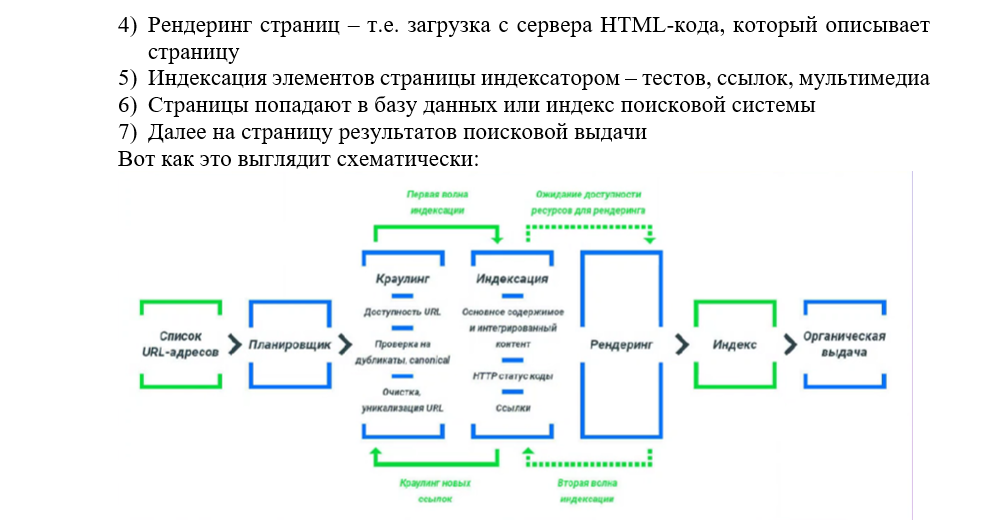 4) Рендеринг страниц – т.е. загрузка с сервера HTML-кода, который описывает
страницу
5) Индексация элементов страницы индексатором – тестов, ссылок, мультимедиа
6) Страницы попадают в базу данных или индекс поисковой системы
7) Далее на страницу результатов поисковой выдачи
Вот как это выглядит схематически:
Первая волна
индексации
Ожидание доступности
ресурсов для рендеринга
Список
URL-адресов
Планировщик
Краулинг
Доступность URL
Проверка на
дубликаты, canonical
Очистка,
уникализация URL
Индексация
Основное содержимое
и интегрированный
контент
HTTP статус коды
Ссылки
Рендеринг
Индекс
Органическая
выдача
Краулинг новых
ссылок
Вторая волна
индексации